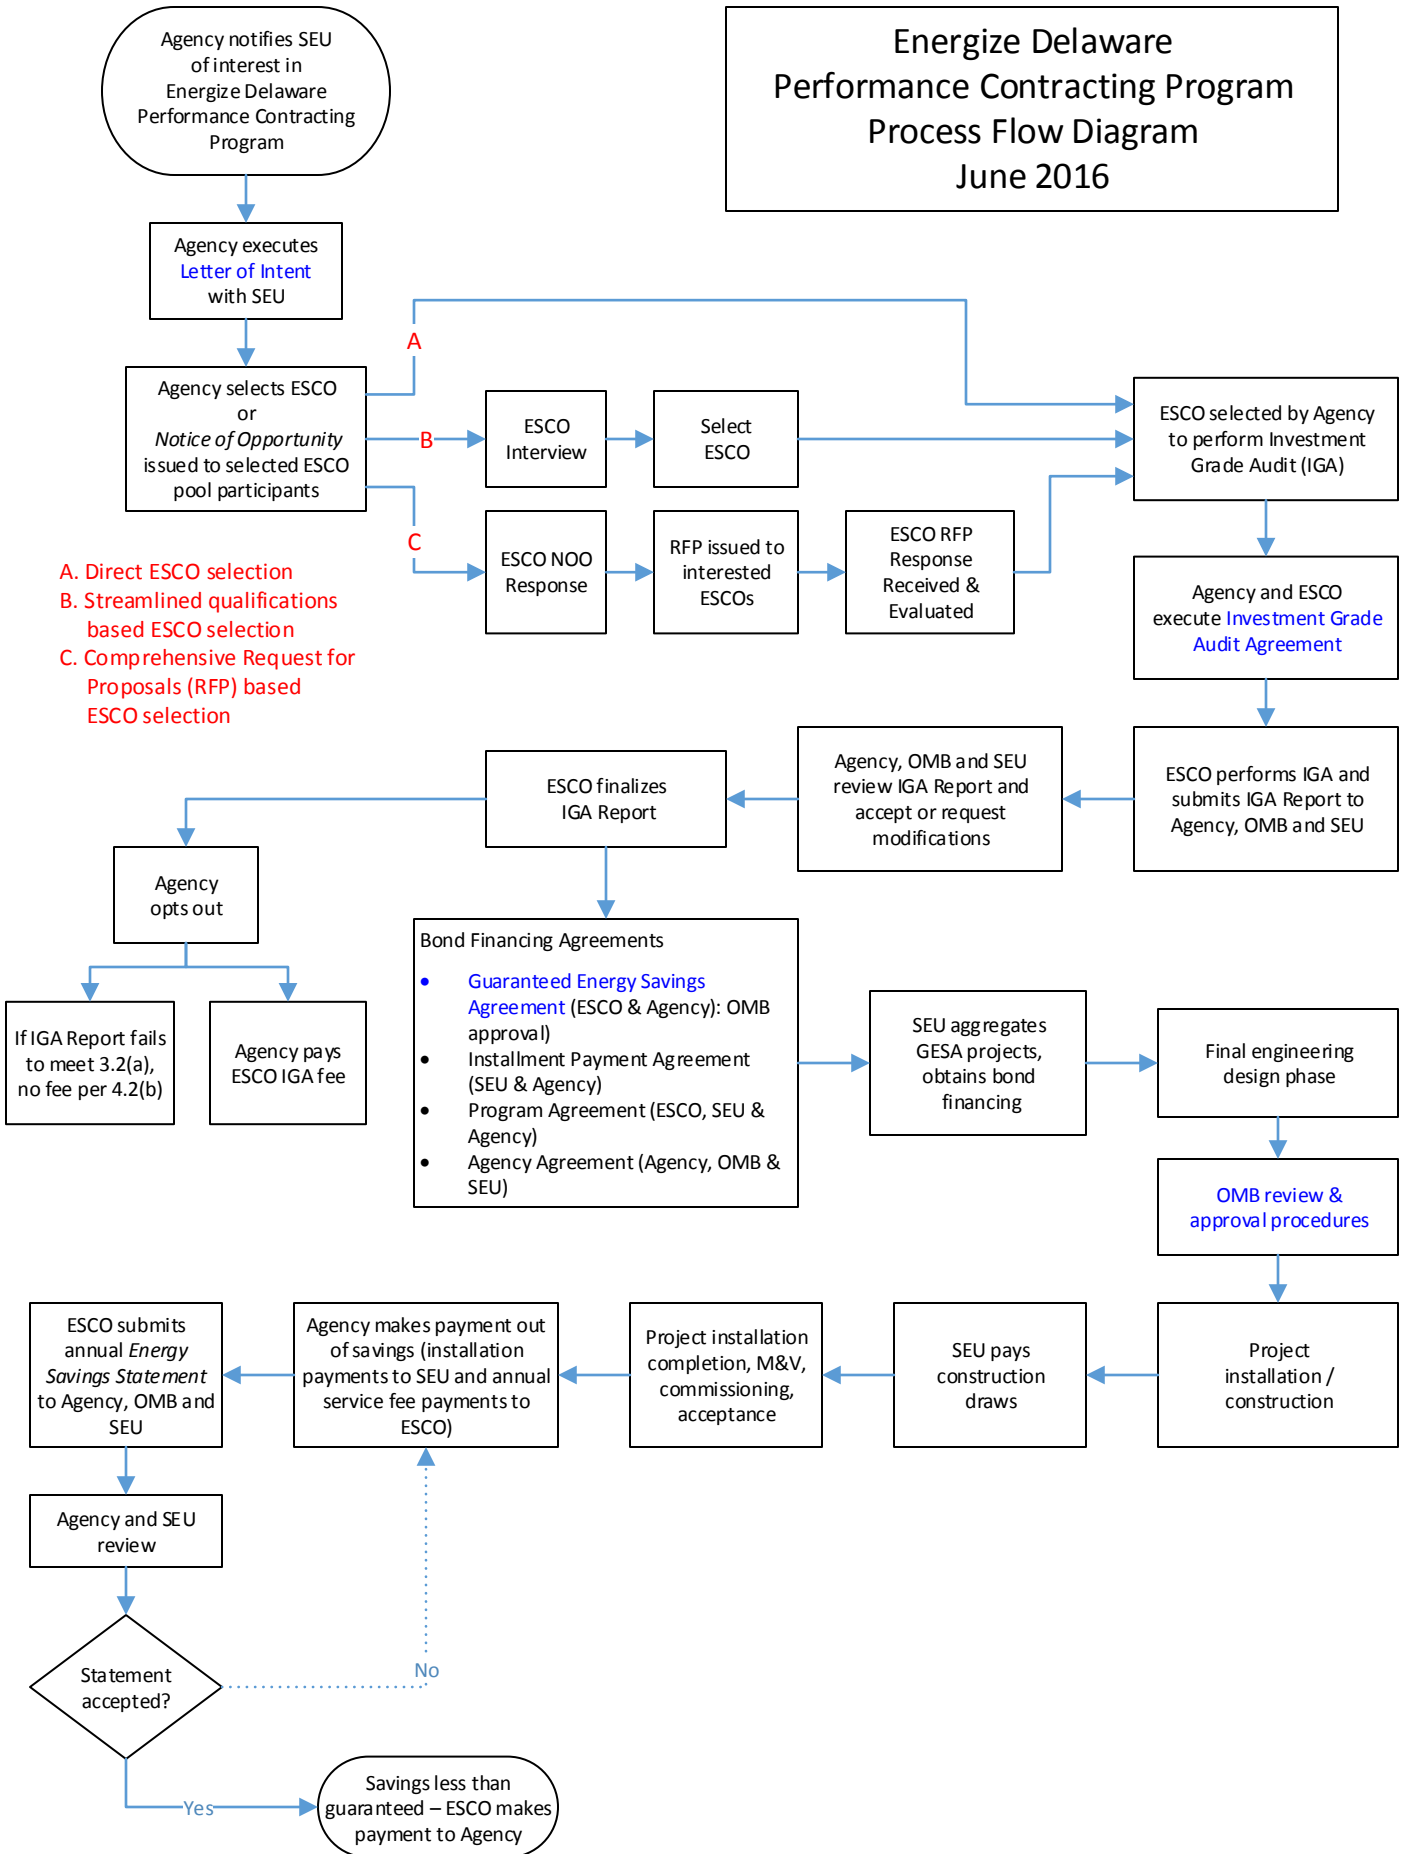 Agency notifies SEU
of interest in
Energize Delaware
Performance Contracting
Program
Energize Delaware
Performance Contracting Program
Process Flow Diagram
June 2016
Agency executes
Letter of Intent
with SEU
Agency selects ESCO
or
Notice of Opportunity
issued to selected ESCO
pool participants
A
B
C
ESCO
Interview
Select
ESCO
ESCO selected by Agency
to perform Investment
Grade Audit (IGA)
ESCO NOO
Response
RFP issued to
interested
ESCOs
ESCO RFP
Response
Received &
Evaluated
A. Direct ESCO selection
B. Streamlined qualifications
based ESCO selection
C. Comprehensive Request for
Proposals (RFP) based
ESCO selection
Agency and ESCO
execute Investment Grade
Audit Agreement
ESCO performs IGA and
submits IGA Report to
Agency, OMB and SEU
Agency, OMB and SEU
review IGA Report and
accept or request
modifications
ESCO finalizes
IGA Report
Agency
opts out
If IGA Report fails
to meet 3.2(a),
no fee per 4.2(b)
Agency pays
ESCO IGA fee
Bond Financing Agreements
• Guaranteed Energy Savings
Agreement (ESCO & Agency): OMB
approval)
• Installment Payment Agreement
(SEU & Agency)
• Program Agreement (ESCO, SEU &
Agency)
• Agency Agreement (Agency, OMB &
SEU)
SEU aggregates
GESA projects,
obtains bond
financing
Final engineering
design phase
OMB review &
approval procedures
Project
installation /
construction
SEU pays
construction
draws
Project installation
completion, M&V,
commissioning,
acceptance
Agency makes payment out
of savings (installation
payments to SEU and annual
service fee payments to
ESCO)
ESCO submits
annual Energy
Savings Statement
to Agency, OMB and
SEU
Agency and SEU
review
Statement
accepted?
No
Yes
Savings less than
guaranteed – ESCO makes
payment to Agency